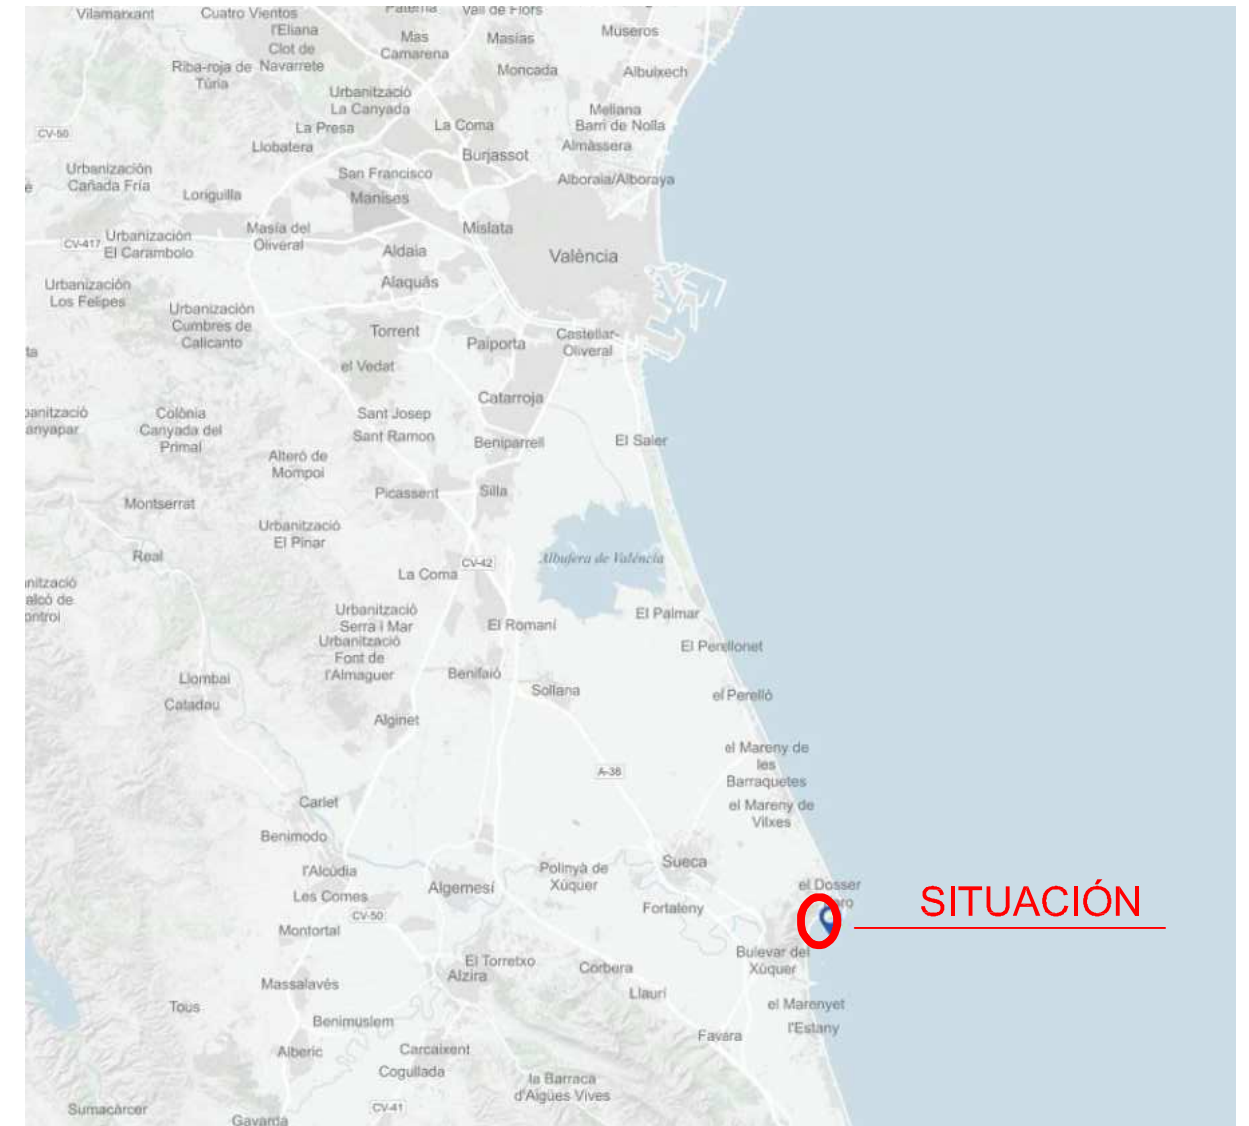 Vilamarxant
Cuatro Vientos
Paterna
Vall de Flors
l'Eliana
Mas
Camarena
Masías
Museros
Clot de
Navarrete
Riba-roja de
Túria
Moncada
Albuixech
Urbanització
La Canyada
Meliana
Barri de Nolla
CV-50
La Presa
La Coma
Llobatera
Burjassot
Almàssera
Urbanización
Cañada Fría
San Francisco
Alboraia/Alboraya
Loriguilla
Manises
Masía del
Oliveral
Mislata
CV-417
Urbanización
El Carambolo
Aldaia
València
Urbanización
Los Felipes
Alaquàs
Urbanización
Cumbres de
Calicanto
Torrent
Paiporta
Castellar-
Oliveral
ta
el Vedat
Catarroja
panització
anyapar
Colònia
Canyada del
Primal
Sant Josep
Sant Ramon
Beniparrell
El Saler
Alteró de
Mompoi
Picassent
Silla
Montserrat
Urbanització
El Pinar
Real
Albufera de València
CV-42
La Coma
nització
alcó de
ontrol
Urbanització
Serra i Mar
El Romaní
El Palmar
Urbanització
Font de
l'Almaguer
El Perellonet
Llombai
Benifaió
Sollana
el Perelló
Catadau
Alginet
el Mareny de
les
Barraquetes
A-38
Carlet
el Mareny de
Vilxes
Benimodo
Sueca
l'Alcúdia
Polinyà de
Xúquer
Algemesí
el Dosser
ero
Les Comes
SITUACIÓN
CV-50
Fortaleny
Montortal
Bulevar del
Xúquer
El Torretxo
Alzira
Corbera
Massalavés
Llaurí
Tous
el Marenyet
Benimuslem
l'Estany
Favara
Alberic
Carcaixent
Cogullada
la Barraca
d'Aigües Vives
Sumacàrcer
CV-41
Gavarda